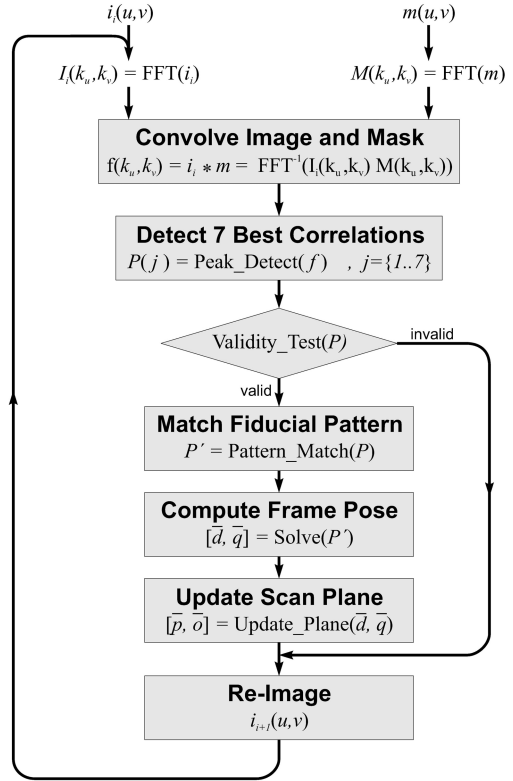 i_i(u,v)
m(u,v)
I_i(k_u,k_v) = FFT(i_i)
M(k_u,k_v) = FFT(m)
Convolve Image and Mask
f(k_u,k_v) = i_i * m = FFT^-1(I_i(k_u,k_v) M(k_u,k_v))
Detect 7 Best Correlations
P(j) = Peak_Detect(f) , j={1..7}
Validity_Test(P)
invalid
valid
Match Fiducial Pattern
P´ = Pattern_Match(P)
Compute Frame Pose
[d̅, q̅] = Solve(P´)
Update Scan Plane
[p̅, o̅] = Update_Plane(d̅, q̅)
Re-Image
i_i+1(u,v)